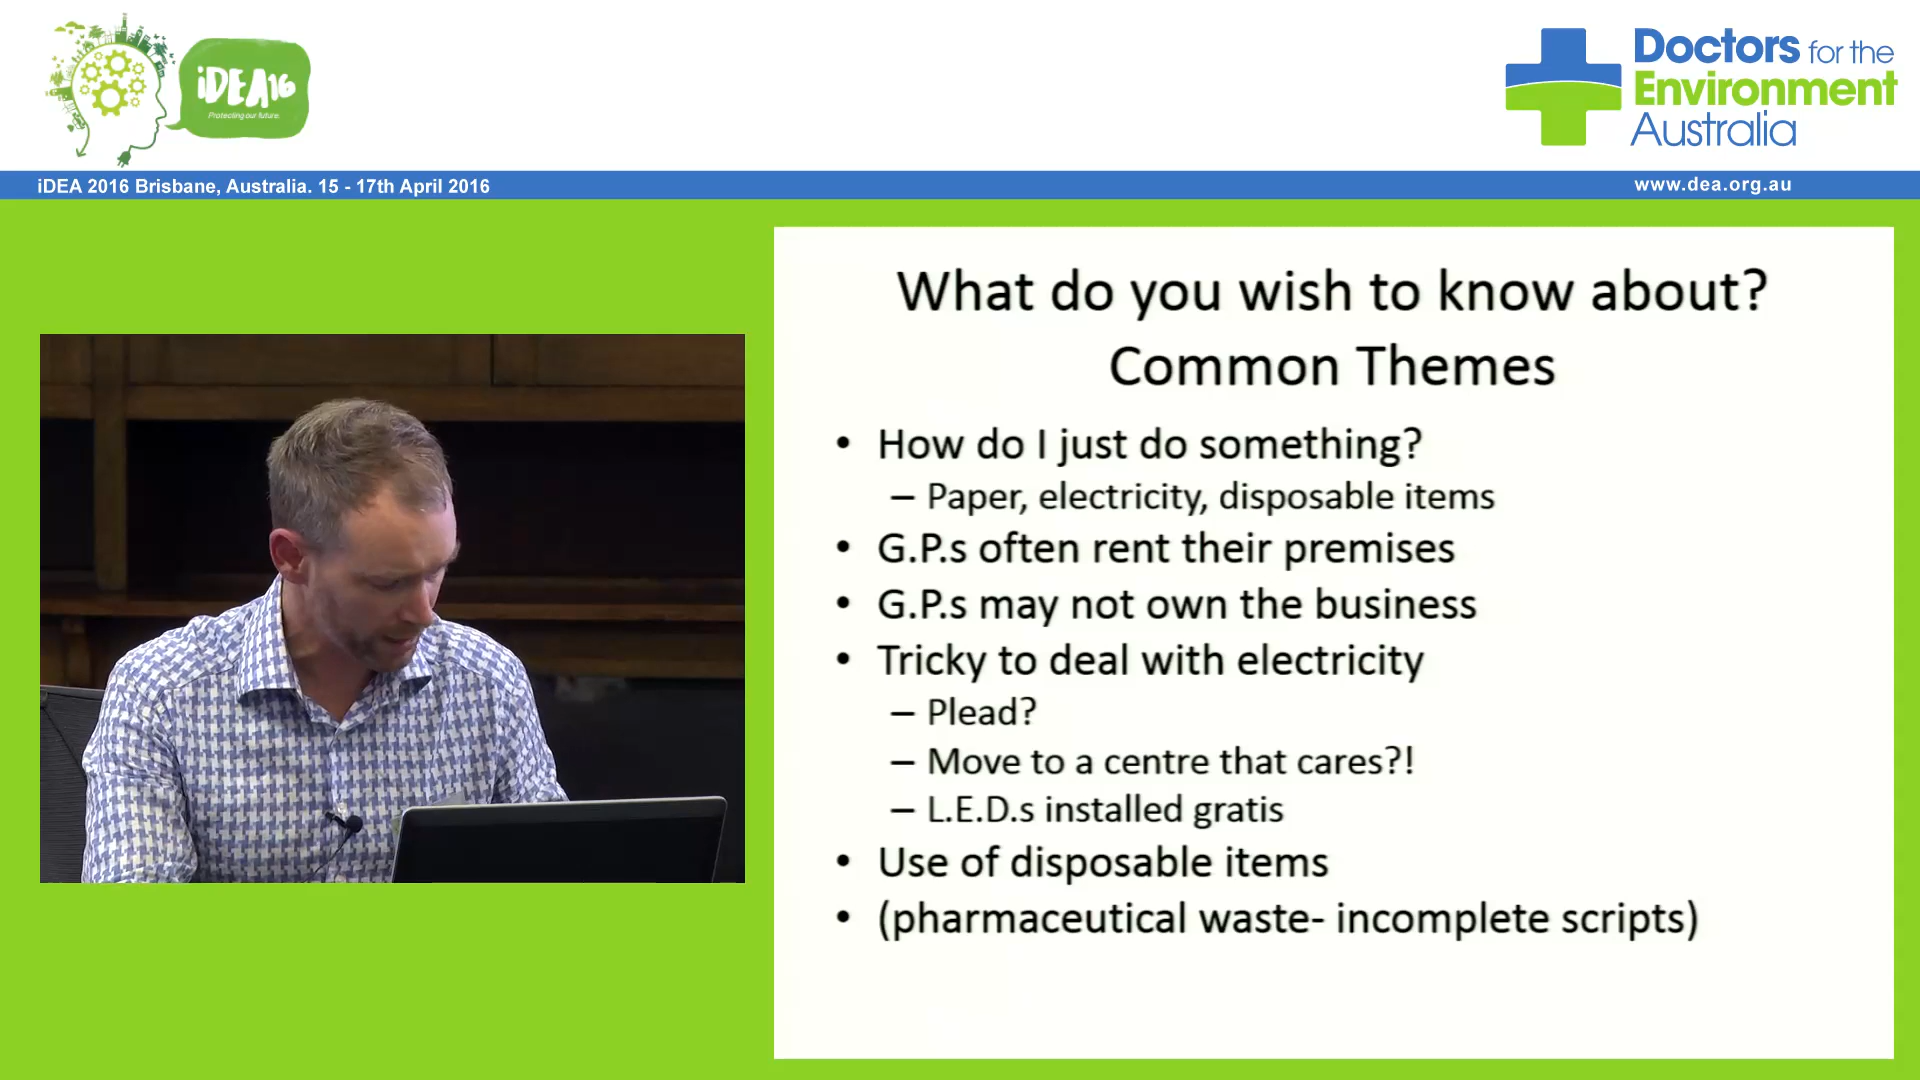 iDEA16
Protecting our future.
Doctors for the
Environment
Australia
iDEA 2016 Brisbane, Australia. 15 - 17th April 2016
www.dea.org.au
What do you wish to know about?
Common Themes
• How do I just do something?
– Paper, electricity, disposable items
• G.P.s often rent their premises
• G.P.s may not own the business
• Tricky to deal with electricity
– Plead?
– Move to a centre that cares?!
– L.E.D.s installed gratis
• Use of disposable items
• (pharmaceutical waste- incomplete scripts)